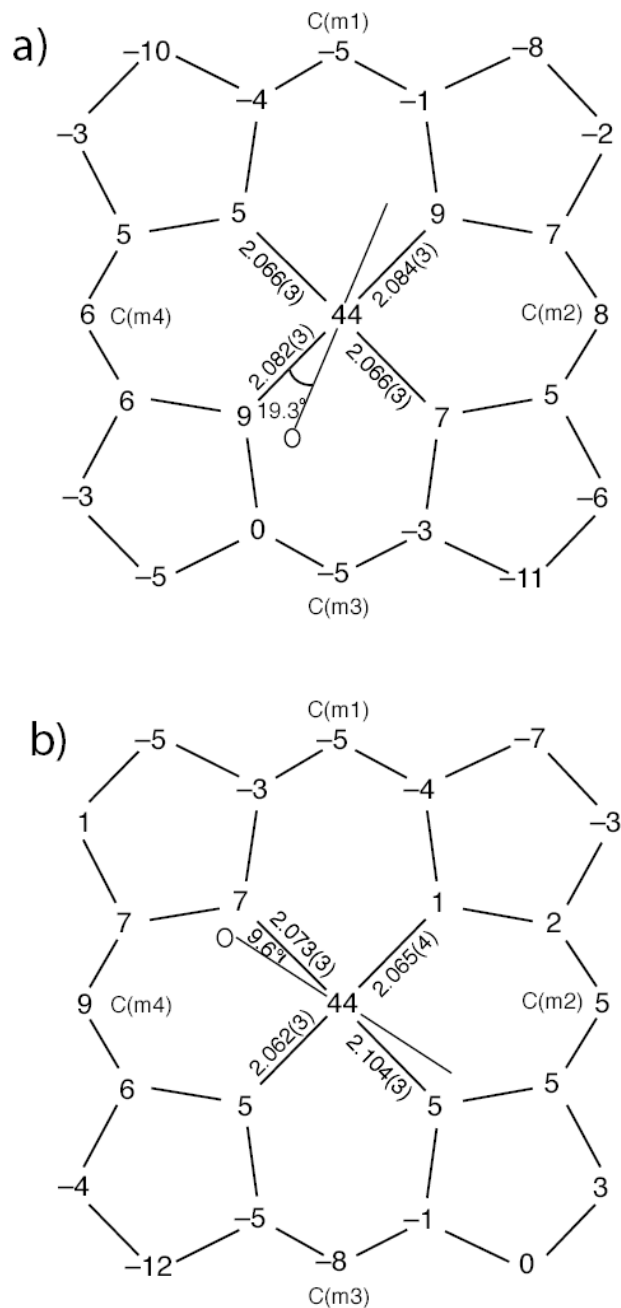 a)
C(m1)
–10 –5 –8
–4 –1
–3 –2
5 5 9 7
2.066(3) 2.084(3)
6 C(m4) 44 C(m2) 8
2.082(3) 2.066(3)
6 9 19.3° 7 5
O
–3 –6
0 –3
–5 –5 –11
C(m3)
b)
C(m1)
–5 –5 –7
–3 –4
1 –3
7 7 1 2
O 9.6° 2.073(3) 2.065(4)
9 C(m4) 44 C(m2) 5
2.062(3) 2.104(3)
6 5 5 5
–4 3
–5 –1
–12 –8 0
C(m3)